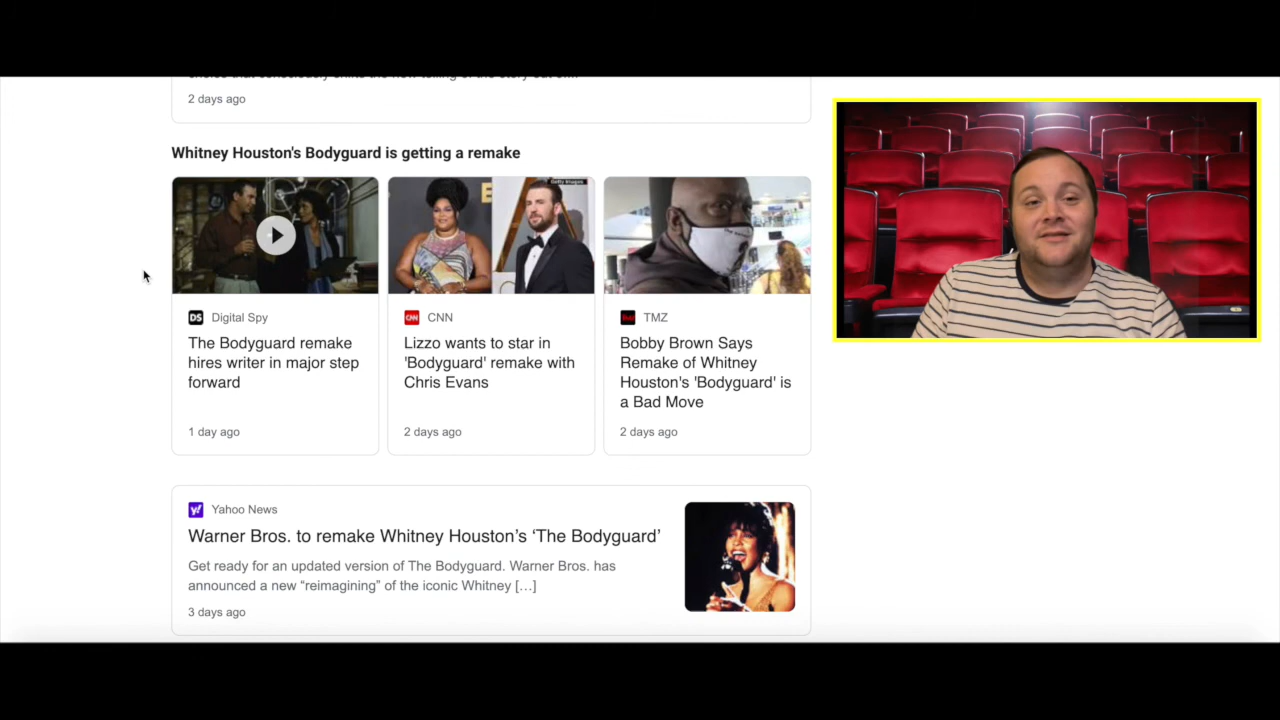 2 days ago
Whitney Houston's Bodyguard is getting a remake
Getty Images
E
DS Digital Spy
The Bodyguard remake
hires writer in major step
forward
1 day ago
CNN CNN
Lizzo wants to star in
'Bodyguard' remake with
Chris Evans
2 days ago
TMZ
Bobby Brown Says
Remake of Whitney
Houston's 'Bodyguard' is
a Bad Move
2 days ago
y! Yahoo News
Warner Bros. to remake Whitney Houston’s ‘The Bodyguard’
Get ready for an updated version of The Bodyguard. Warner Bros. has
announced a new “reimagining” of the iconic Whitney […]
3 days ago